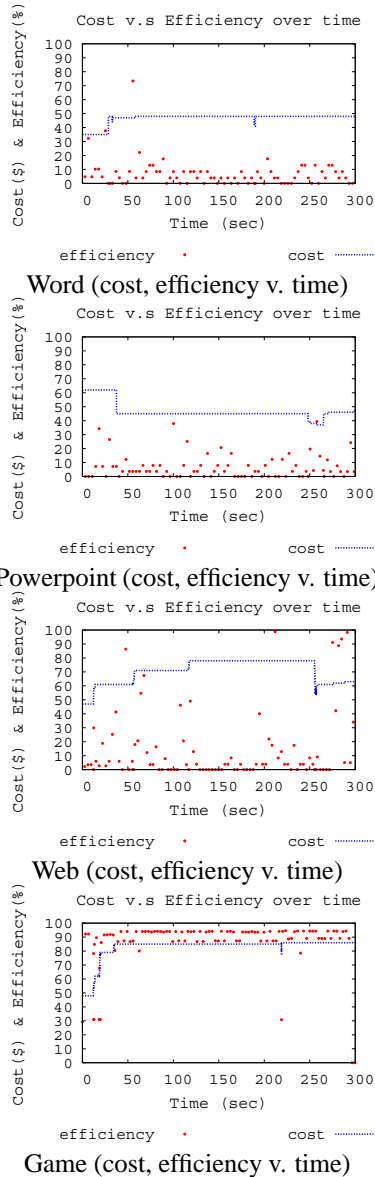 Cost v.s Efficiency over time
Cost($) & Efficiency(%)
100
90
80
70
60
50
40
30
20
10
0
0 50 100 150 200 250 300
Time (sec)
efficiency cost
Word (cost, efficiency v. time)
Cost v.s Efficiency over time
Cost($) & Efficiency(%)
100
90
80
70
60
50
40
30
20
10
0
0 50 100 150 200 250 300
Time (sec)
efficiency cost
Powerpoint (cost, efficiency v. time)
Cost v.s Efficiency over time
Cost($) & Efficiency(%)
100
90
80
70
60
50
40
30
20
10
0
0 50 100 150 200 250 300
Time (sec)
efficiency cost
Web (cost, efficiency v. time)
Cost v.s Efficiency over time
Cost($) & Efficiency(%)
100
90
80
70
60
50
40
30
20
10
0
0 50 100 150 200 250 300
Time (sec)
efficiency cost
Game (cost, efficiency v. time)